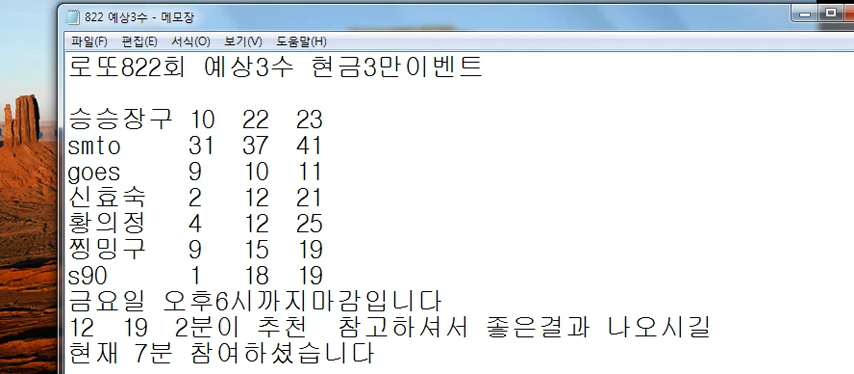 822 예상3수 - 메모장
파일(F) 편집(E) 서식(O) 보기(V) 도움말(H)
로또822회 예상3수 현금3만이벤트
승승장구 10 22 23
smto 31 37 41
goes 9 10 11
신효숙 2 12 21
황의정 4 12 25
찡밍구 9 15 19
s90 1 18 19
금요일 오후6시까지마감입니다
12 19 2분이 추천 참고하셔서 좋은결과 나오시길
현재 7분 참여하셨습니다